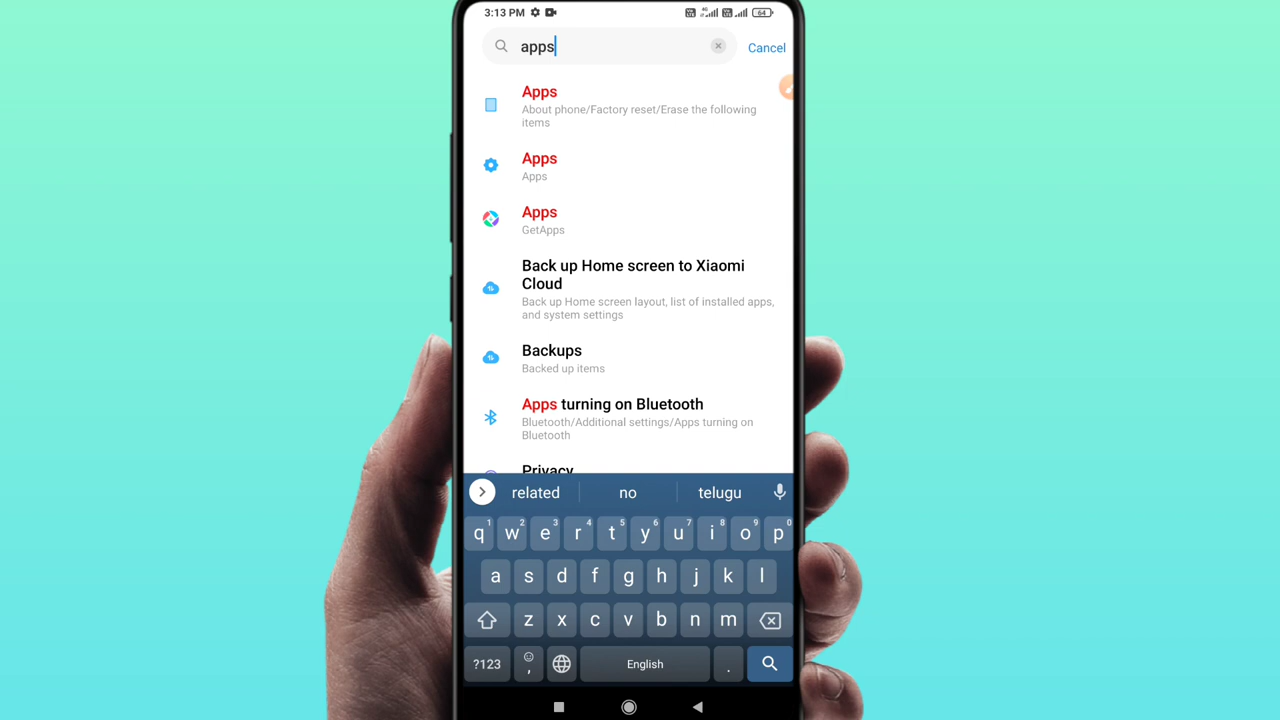 3:13 PM
4G
64
apps
Cancel
Apps
About phone/Factory reset/Erase the following
items
Apps
Apps
Apps
GetApps
Back up Home screen to Xiaomi
Cloud
Back up Home screen layout, list of installed apps,
and system settings
Backups
Backed up items
Apps turning on Bluetooth
Bluetooth/Additional settings/Apps turning on
Bluetooth
Privacy
related no telugu
1 2 3 4 5 6 7 8 9 0
q w e r t y u i o p
a s d f g h j k l
z x c v b n m
?123 , English .